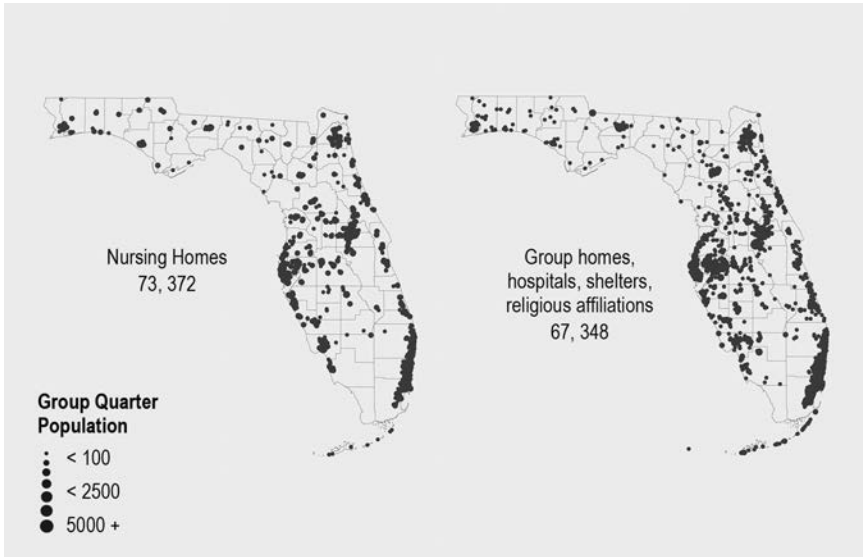 Nursing Homes
73, 372
Group homes,
hospitals, shelters,
religious affiliations
67, 348
Group Quarter
Population
< 100
< 2500
5000 +